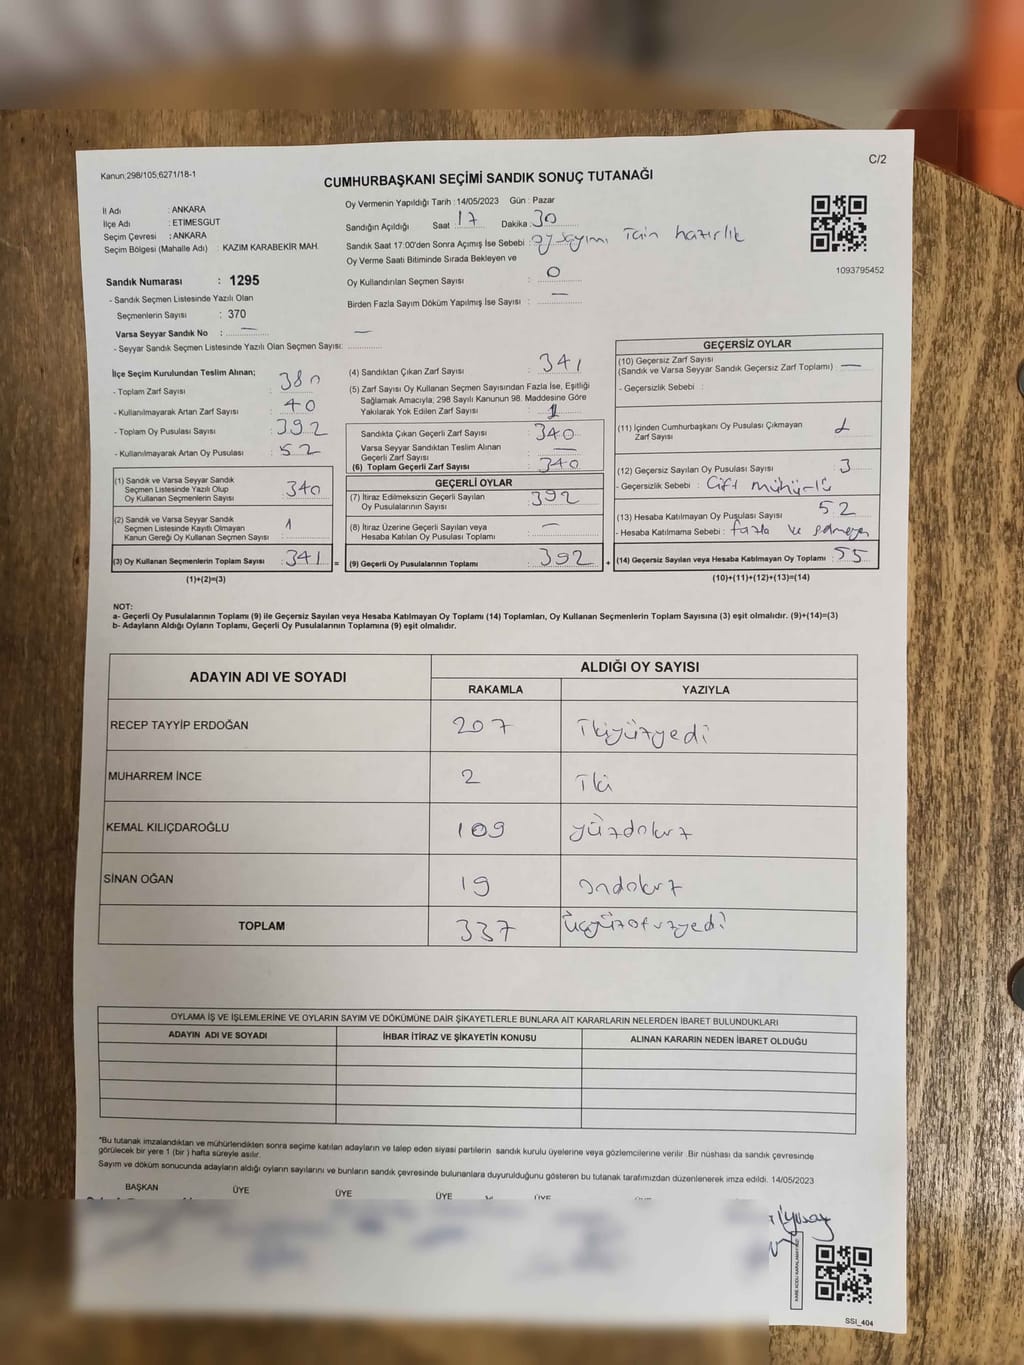 C/2
Kanun;298/105;6271/18-1
CUMHURBAŞKANI SEÇİMİ SANDIK SONUÇ TUTANAĞI
İl Adı : ANKARA
İlçe Adı : ETİMESGUT
Seçim Çevresi : ANKARA
Seçim Bölgesi (Mahalle Adı) : KAZIM KARABEKİR MAH.
Sandık Numarası : 1295
- Sandık Seçmen Listesinde Yazılı Olan
Seçmenlerin Sayısı : 370
Varsa Seyyar Sandık No : —
- Seyyar Sandık Seçmen Listesinde Yazılı Olan Seçmen Sayısı: —
Oy Vermenin Yapıldığı Tarih : 14/05/2023 Gün : Pazar
Sandığın Açıldığı Saat 17 Dakika : 30
Sandık Saat 17:00'den Sonra Açımış İse Sebebi : oy sayımı için hazırlık
Oy Verme Saati Bitiminde Sırada Bekleyen ve
Oy Kullandırılan Seçmen Sayısı : 0
Birden Fazla Sayım Döküm Yapılmış İse Sayısı : —
1093795452
İlçe Seçim Kurulundan Teslim Alınan;
- Toplam Zarf Sayısı : 380
- Kullanılmayarak Artan Zarf Sayısı : 40
- Toplam Oy Pusulası Sayısı : 392
- Kullanılmayarak Artan Oy Pusulası : 52
(1) Sandık ve Varsa Seyyar Sandık
Seçmen Listesinde Yazılı Olup
Oy Kullanan Seçmenlerin Sayısı : 340
(2) Sandık ve Varsa Seyyar Sandık
Seçmen Listesinde Kayıtlı Olmayan
Kanun Gereği Oy Kullanan Seçmen Sayısı : 1
(3) Oy Kullanan Seçmenlerin Toplam Sayısı : 341 =
(1)+(2)=(3)
(4) Sandıktan Çıkan Zarf Sayısı : 341
(5) Zarf Sayısı Oy Kullanan Seçmen Sayısından Fazla İse, Eşitliği
Sağlamak Amacıyla; 298 Sayılı Kanunun 98. Maddesine Göre
Yakılarak Yok Edilen Zarf Sayısı : 1
Sandıkta Çıkan Geçerli Zarf Sayısı : 340
Varsa Seyyar Sandıktan Teslim Alınan
Geçerli Zarf Sayısı : —
(6) Toplam Geçerli Zarf Sayısı : 340
GEÇERLİ OYLAR
(7) İtiraz Edilmeksizin Geçerli Sayılan
Oy Pusulalarının Sayısı : 392
(8) İtiraz Üzerine Geçerli Sayılan veya
Hesaba Katılan Oy Pusulası Toplamı : —
(9) Geçerli Oy Pusulalarının Toplamı : 392 +
GEÇERSİZ OYLAR
(10) Geçersiz Zarf Sayısı
(Sandık ve Varsa Seyyar Sandık Geçersiz Zarf Toplamı) : —
- Geçersizlik Sebebi :
(11) İçinden Cumhurbaşkanı Oy Pusulası Çıkmayan
Zarf Sayısı :
(12) Geçersiz Sayılan Oy Pusulası Sayısı : 3
- Geçersizlik Sebebi : Çift mühürlü
(13) Hesaba Katılmayan Oy Pusulası Sayısı : 52
- Hesaba Katılmama Sebebi : fazla ve
(14) Geçersiz Sayılan veya Hesaba Katılmayan Oy Toplamı : 55
(10)+(11)+(12)+(13)=(14)
NOT:
a- Geçerli Oy Pusulalarının Toplamı (9) ile Geçersiz Sayılan veya Hesaba Katılmayan Oy Toplamı (14) Toplamları, Oy Kullanan Seçmenlerin Toplam Sayısına (3) eşit olmalıdır. (9)+(14)=(3)
b- Adayların Aldığı Oyların Toplamı, Geçerli Oy Pusulalarının Toplamına (9) eşit olmalıdır.
ADAYIN ADI VE SOYADI ALDIĞI OY SAYISI
RAKAMLA YAZIYLA
RECEP TAYYİP ERDOĞAN 207 İkiyüzyedi
MUHARREM İNCE 2 İki
KEMAL KILIÇDAROĞLU 109 yüzdokuz
SİNAN OĞAN 19 ondokuz
TOPLAM 337 üçyüzotuzyedi
OYLAMA İŞ VE İŞLEMLERİNE VE OYLARIN SAYIM VE DÖKÜMÜNE DAİR ŞİKAYETLERLE BUNLARA AİT KARARLARIN NELERDEN İBARET BULUNDUKLARI
ADAYIN ADI VE SOYADI İHBAR İTİRAZ VE ŞİKAYETİN KONUSU ALINAN KARARIN NEDEN İBARET OLDUĞU
*Bu tutanak imzalandıktan ve mühürlendikten sonra seçime katılan adayların ve talep eden siyasi partilerin sandık kurulu üyelerine veya gözlemcilerine verilir. Bir nüshası da sandık çevresinde
görülecek bir yere 1 (bir ) hafta süreyle asılır.
Sayım ve döküm sonucunda adayların aldığı oyların sayılarını ve bunların sandık çevresinde bulunanlara duyurulduğunu gösteren bu tutanak tarafımızdan düzenlenerek imza edildi. 14/05/2023
BAŞKAN ÜYE ÜYE ÜYE ÜYE
SSI_404